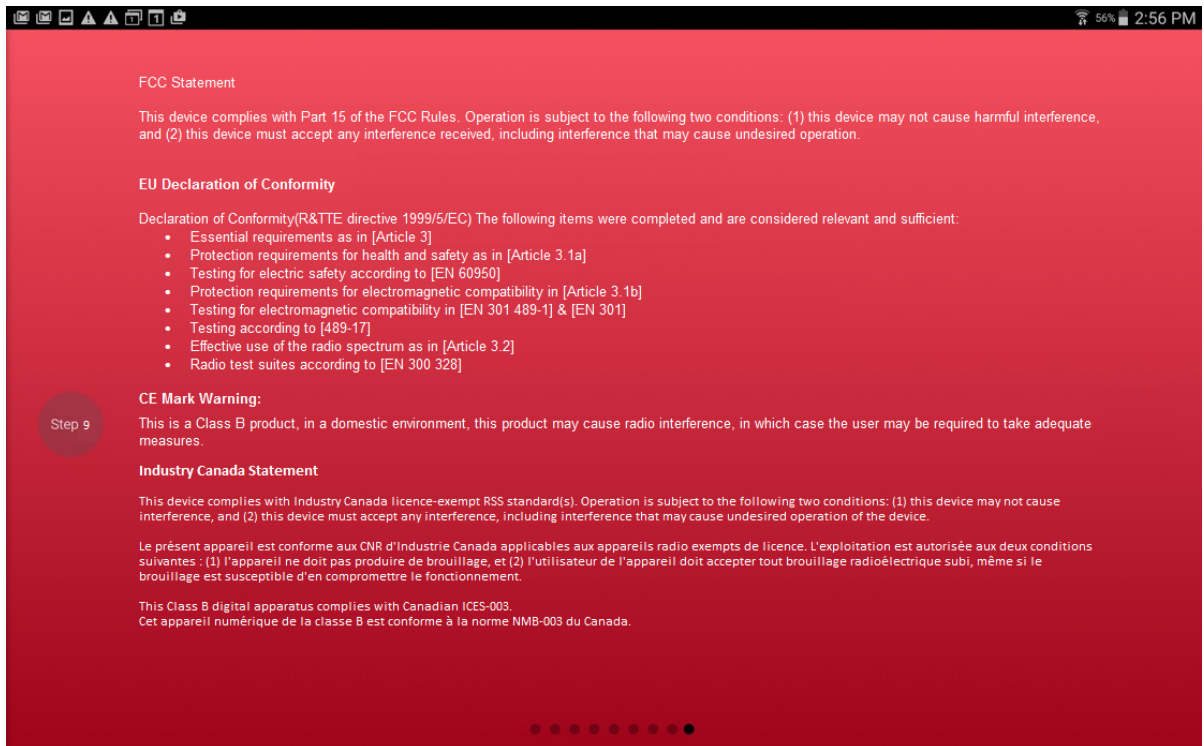 56% 2:56 PM
FCC Statement
This device complies with Part 15 of the FCC Rules. Operation is subject to the following two conditions: (1) this device may not cause harmful interference,
and (2) this device must accept any interference received, including interference that may cause undesired operation.
EU Declaration of Conformity
Declaration of Conformity(R&TTE directive 1999/5/EC) The following items were completed and are considered relevant and sufficient:
• Essential requirements as in [Article 3]
• Protection requirements for health and safety as in [Article 3.1a]
• Testing for electric safety according to [EN 60950]
• Protection requirements for electromagnetic compatibility in [Article 3.1b]
• Testing for electromagnetic compatibility in [EN 301 489-1] & [EN 301]
• Testing according to [489-17]
• Effective use of the radio spectrum as in [Article 3.2]
• Radio test suites according to [EN 300 328]
CE Mark Warning:
Step 9
This is a Class B product, in a domestic environment, this product may cause radio interference, in which case the user may be required to take adequate
measures.
Industry Canada Statement
This device complies with Industry Canada licence-exempt RSS standard(s). Operation is subject to the following two conditions: (1) this device may not cause
interference, and (2) this device must accept any interference, including interference that may cause undesired operation of the device.
Le présent appareil est conforme aux CNR d'Industrie Canada applicables aux appareils radio exempts de licence. L'exploitation est autorisée aux deux conditions
suivantes : (1) l'appareil ne doit pas produire de brouillage, et (2) l'utilisateur de l'appareil doit accepter tout brouillage radioélectrique subi, même si le
brouillage est susceptible d'en compromettre le fonctionnement.
This Class B digital apparatus complies with Canadian ICES-003.
Cet appareil numérique de la classe B est conforme à la norme NMB-003 du Canada.